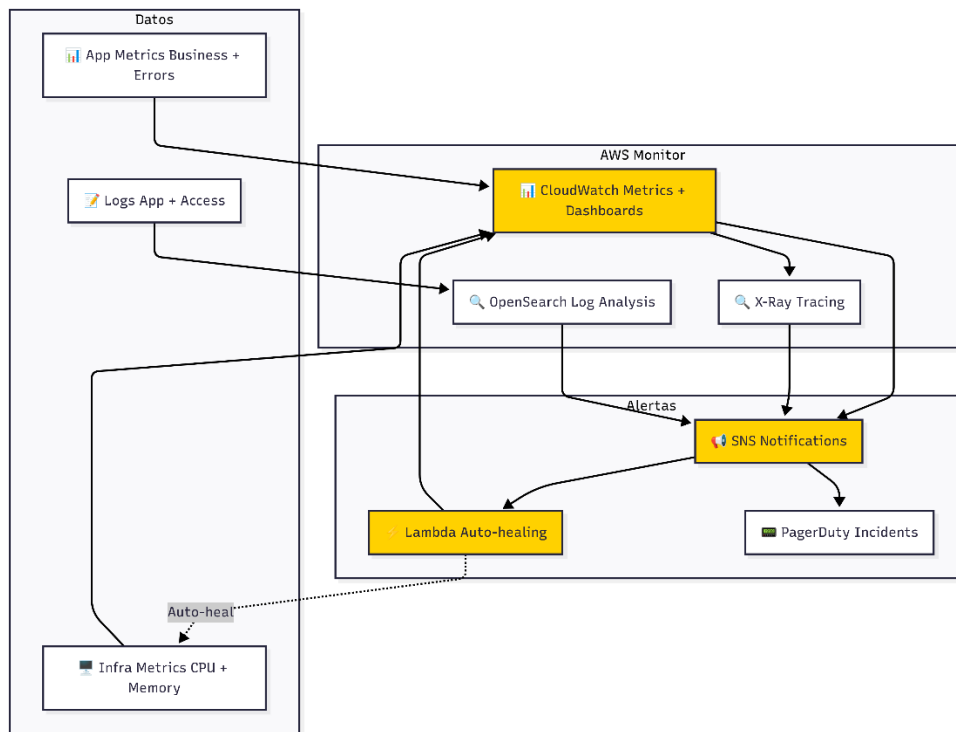 Datos
📊 App Metrics Business +
Errors
📝 Logs App + Access
AWS Monitor
📊 CloudWatch Metrics +
Dashboards
🔍 OpenSearch Log Analysis
🔍 X-Ray Tracing
Alertas
📢 SNS Notifications
⚡ Lambda Auto-healing
📟 PagerDuty Incidents
Auto-heal
🖥️ Infra Metrics CPU +
Memory